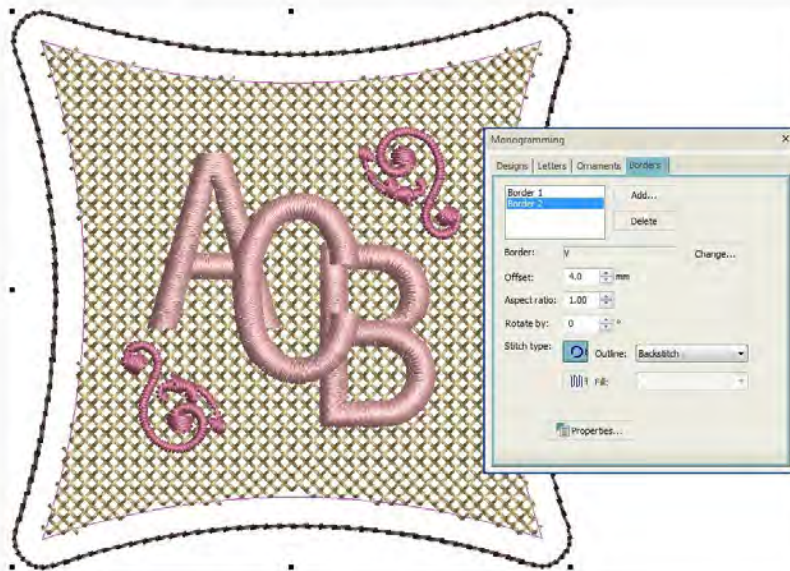 AOB
Monogramming
Designs Letters Ornaments Borders
Border 1
Border 2
Add...
Delete
Border: y Change...
Offset: 4.0 mm
Aspect ratio: 1.00
Rotate by: 0 °
Stitch type: Outline: Backstitch
Fill:
Properties...